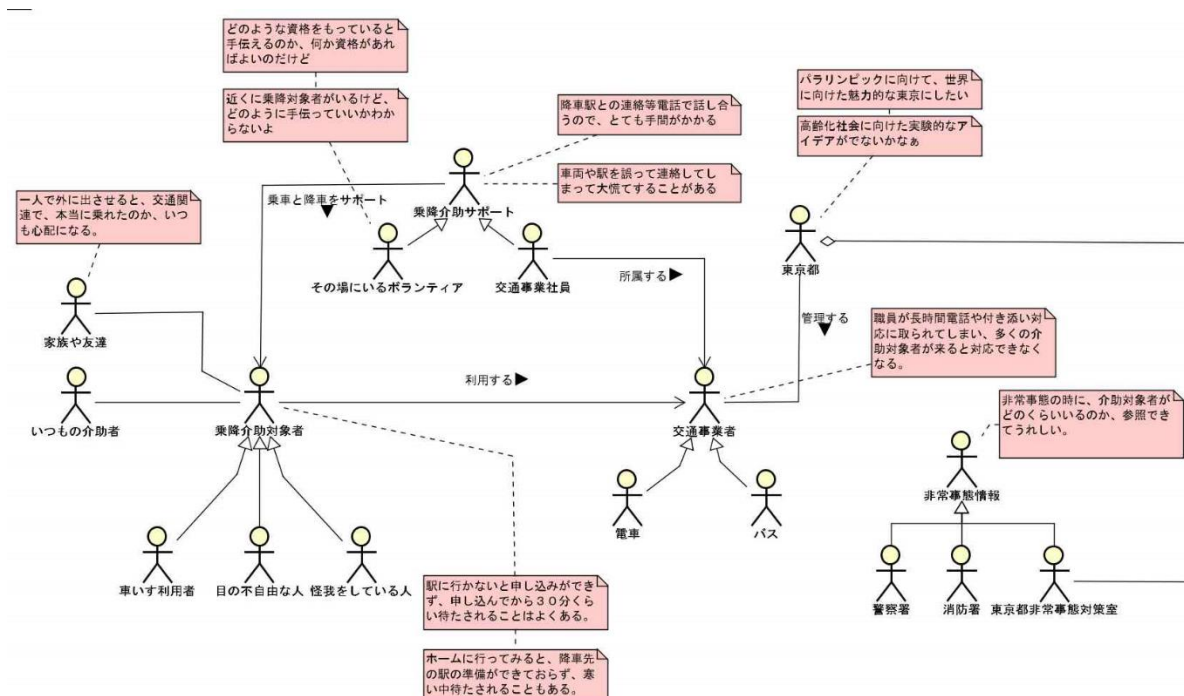 どのような資格をもっていると
手伝えるのか、何か資格があれ
ばよいのだけど
近くに乗降対象者がいるけど、
どのように手伝っていいかわか
らないよ
降車駅との連絡等電話で話し合
うので、とても手間がかかる
車両や駅を誤って連絡してし
まって大慌てすることがある
パラリンピックに向けて、世界
に向けた魅力的な東京にしたい
高齢化社会に向けた実験的なア
イデアがでないかなぁ
一人で外に出させると、交通関
連で、本当に乗れたのか、いつ
も心配になる。
乗車と降車をサポート▼
乗降介助サポート
その場にいるボランティア
交通事業社員
所属する▶
東京都
管理する▼
職員が長時間電話や付き添い対
応に取られてしまい、多くの介
助対象者が来ると対応できなく
なる。
家族や友達
いつもの介助者
乗降介助対象者
利用する▶
交通事業者
非常事態の時に、介助対象者が
どのくらいいるのか、参照でき
てうれしい。
非常事態情報
電車
バス
車いす利用者
目の不自由な人
怪我をしている人
警察署
消防署
東京都非常事態対策室
駅に行かないと申し込みができ
ず、申し込んでから30分くら
い待たされることはよくある。
ホームに行ってみると、降車先
の駅の準備ができておらず、寒
い中待たされることもある。